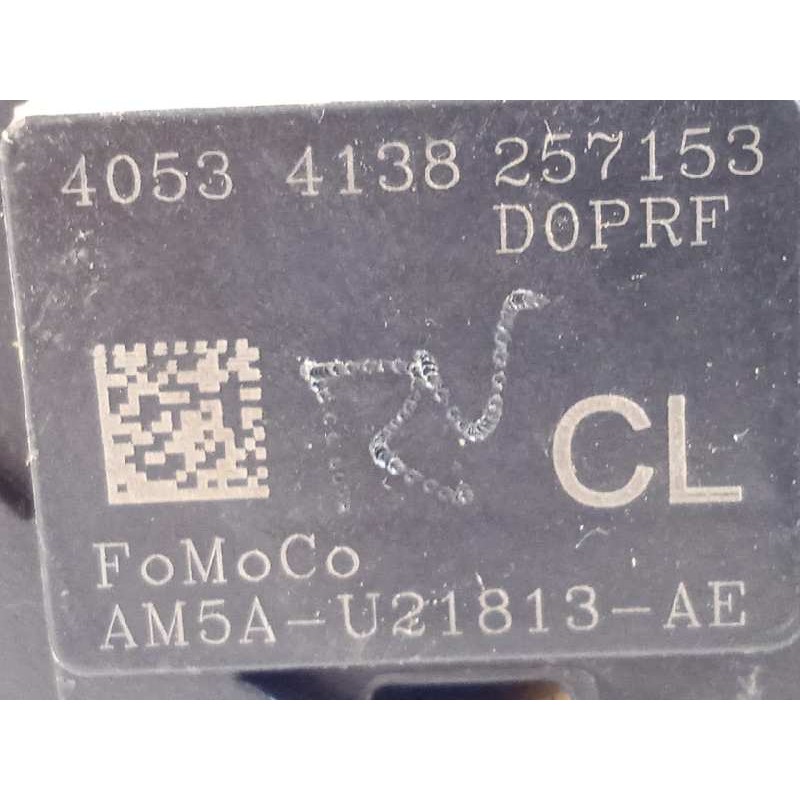 4053 4138 257153
D0PRF
CL
FoMoCo
AM5A-U21813-AE